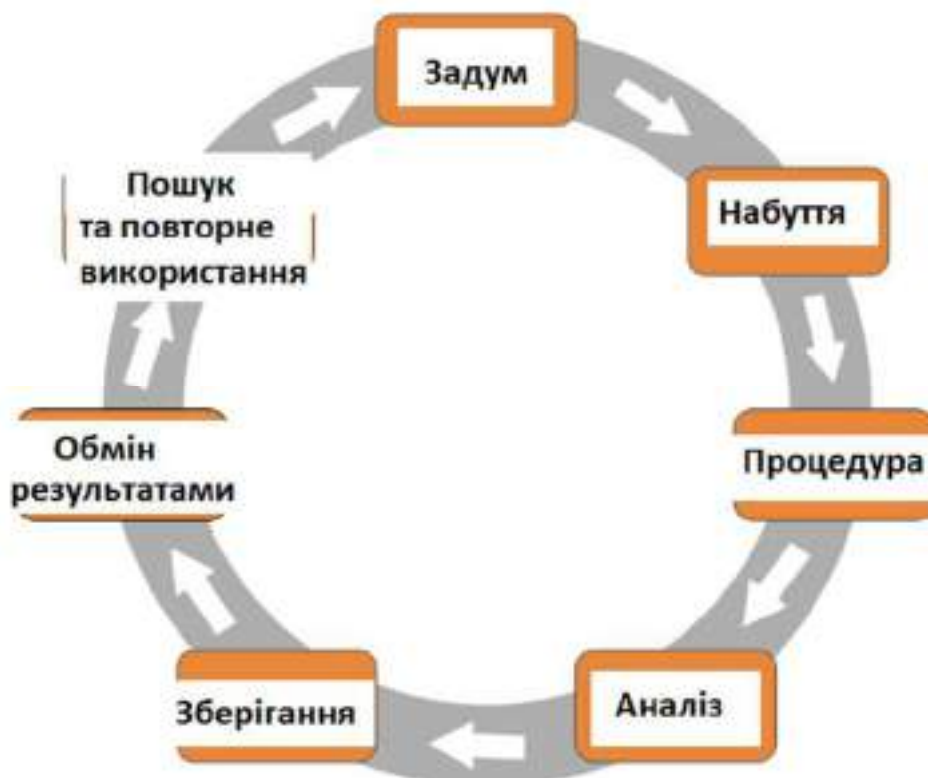 Задум
Набуття
Процедура
Аналіз
Зберігання
Обмін
результатами
Пошук
та повторне
використання